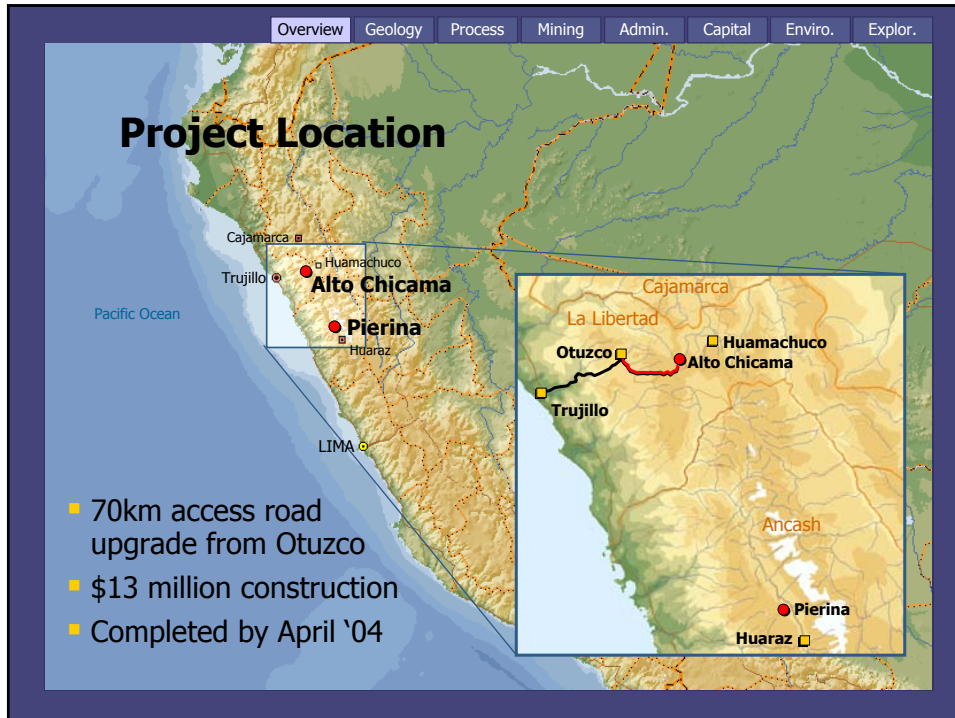 Overview Geology Process Mining Admin. Capital Enviro. Explor.
Project Location
Cajamarca
Huamachuco
Trujillo
Alto Chicama
Pacific Ocean
Pierina
Huaraz
LIMA
Cajamarca
La Libertad
Otuzco
Huamachuco
Alto Chicama
Trujillo
Ancash
Pierina
Huaraz
70km access road
upgrade from Otuzco
$13 million construction
Completed by April ‘04